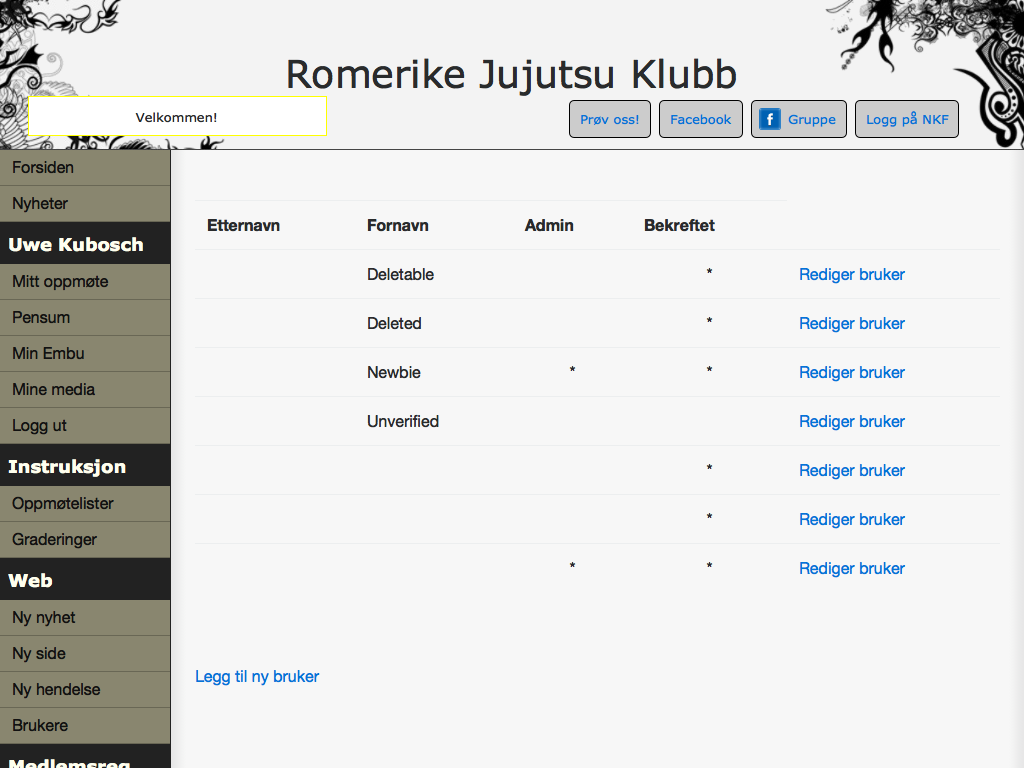 Romerike Jujutsu Klubb
Velkommen!
Prøv oss! Facebook Gruppe Logg på NKF
Forsiden
Nyheter
Uwe Kubosch
Mitt oppmøte
Pensum
Min Embu
Mine media
Logg ut
Instruksjon
Oppmøtelister
Graderinger
Web
Ny nyhet
Ny side
Ny hendelse
Brukere
Medlemsreg
Etternavn Fornavn Admin Bekreftet
Deletable * Rediger bruker
Deleted * Rediger bruker
Newbie * * Rediger bruker
Unverified Rediger bruker
* Rediger bruker
* Rediger bruker
* * Rediger bruker
Legg til ny bruker